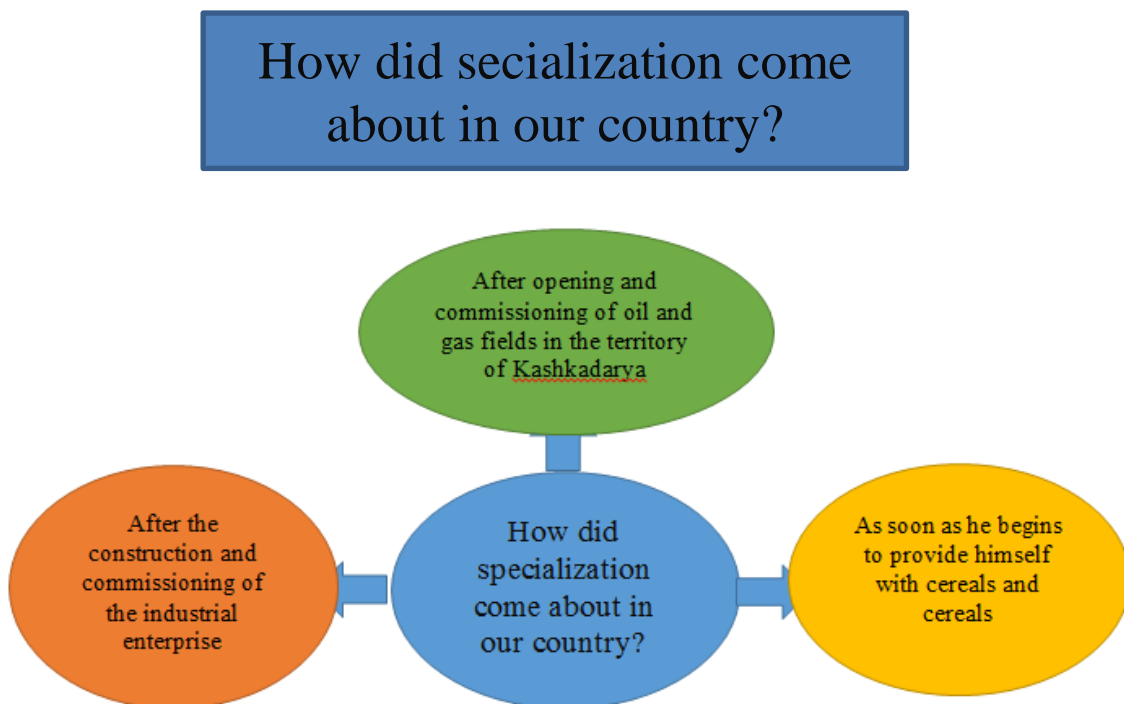 How did secialization come
about in our country?
After opening and
commissioning of oil and
gas fields in the territory
of Kashkadarya
After the
construction and
commissioning of
the industrial
enterprise
How did
specialization
come about in
our country?
As soon as he begins
to provide himself
with cereals and
cereals